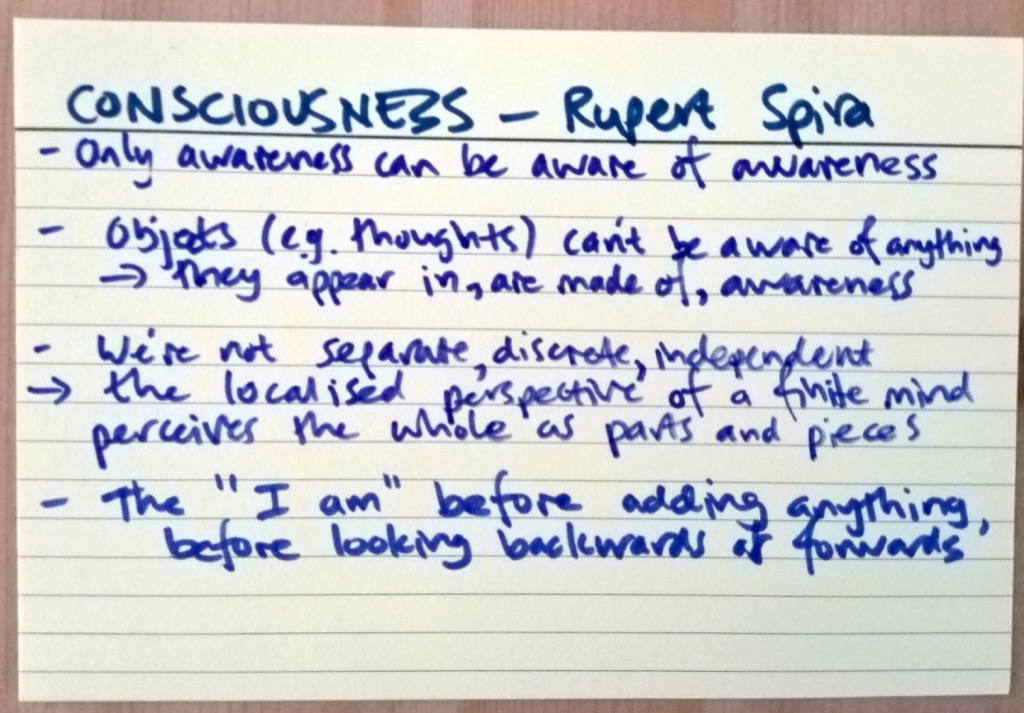 CONSCIOUSNESS – Rupert Spira
- Only awareness can be aware of awareness
- Objects (e.g. thoughts) can't be aware of anything
→ they appear in, are made of, awareness
- We're not separate, discrete, independent
→ the localised perspective of a finite mind
perceives the whole as parts and pieces
- The "I am" before adding anything,
before looking backwards or forwards